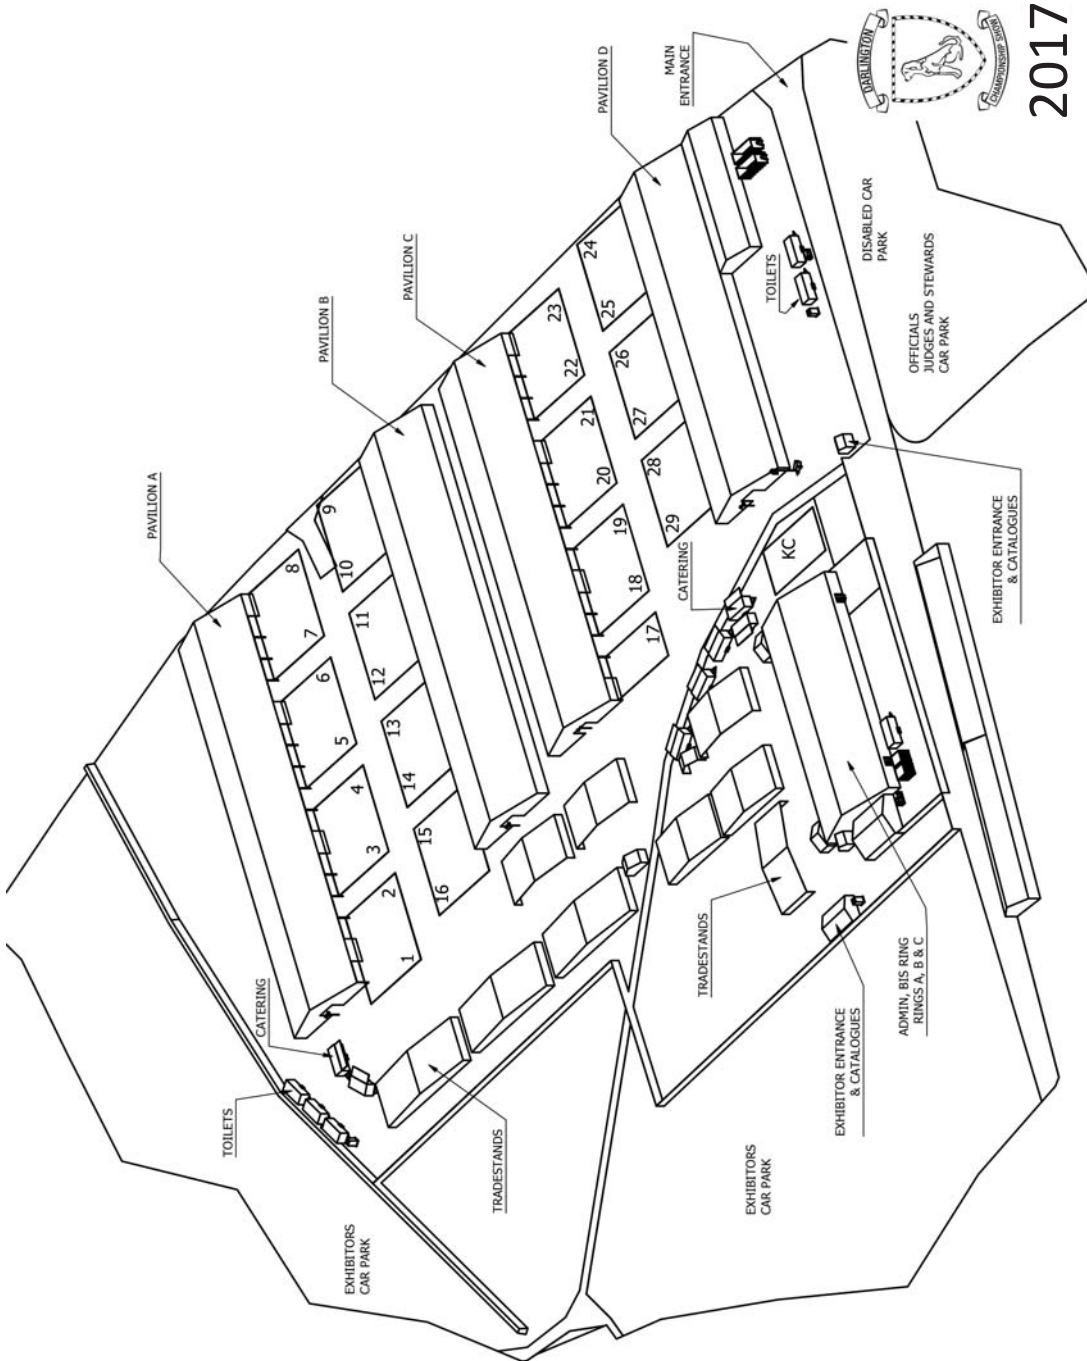 DARLINGTON
CHAMPIONSHIP SHOW
2017
PAVILION A
PAVILION B
PAVILION C
PAVILION D
MAIN
ENTRANCE
8
7
6
5
4
3
2
1
9
10
11
12
13
14
15
16
23
22
21
20
19
18
17
24
25
26
27
28
29
CATERING
TOILETS
TRADESTANDS
EXHIBITORS
CAR PARK
CATERING
KC
TOILETS
DISABLED CAR
PARK
OFFICIALS
JUDGES AND STEWARDS
CAR PARK
TRADESTANDS
EXHIBITOR ENTRANCE
& CATALOGUES
ADMIN, BIS RING
RINGS A, B & C
EXHIBITOR ENTRANCE
& CATALOGUES
EXHIBITORS
CAR PARK